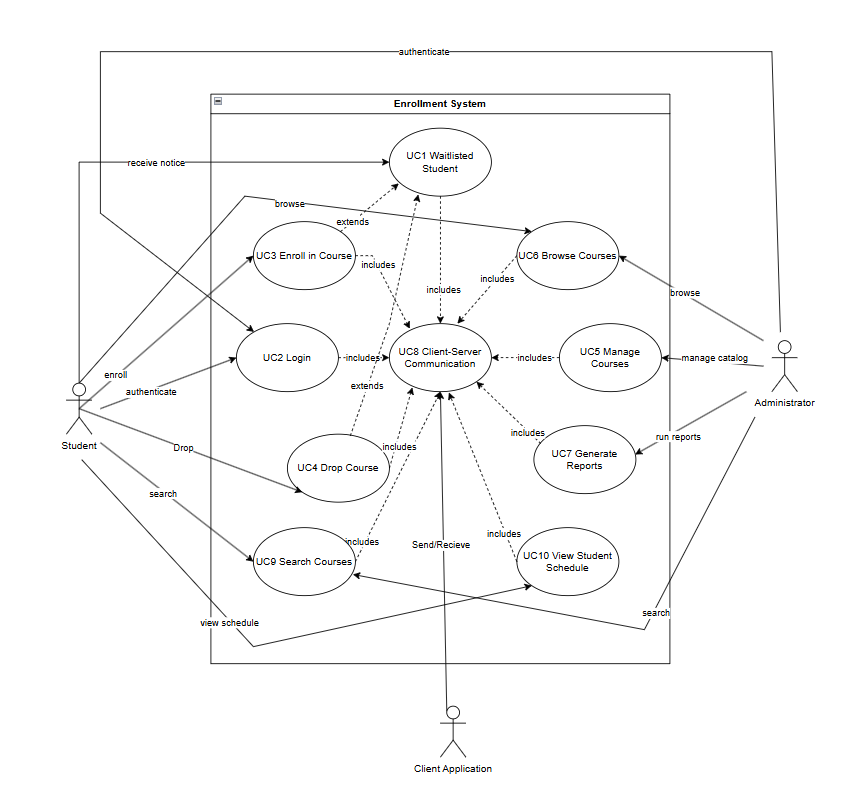 authenticate
Enrollment System
UC1 Waitlisted
Student
receive notice
browse
extends
UC3 Enroll in Course
includes
UC6 Browse Courses
includes
includes
browse
UC2 Login
includes
UC8 Client-Server
Communication
includes
UC5 Manage
Courses
manage catalog
enroll
authenticate
extends
Administrator
Student
Drop
includes
includes
run reports
UC4 Drop Course
UC7 Generate
Reports
search
includes
Send/Recieve
includes
UC9 Search Courses
UC10 View Student
Schedule
view schedule
search
Client Application